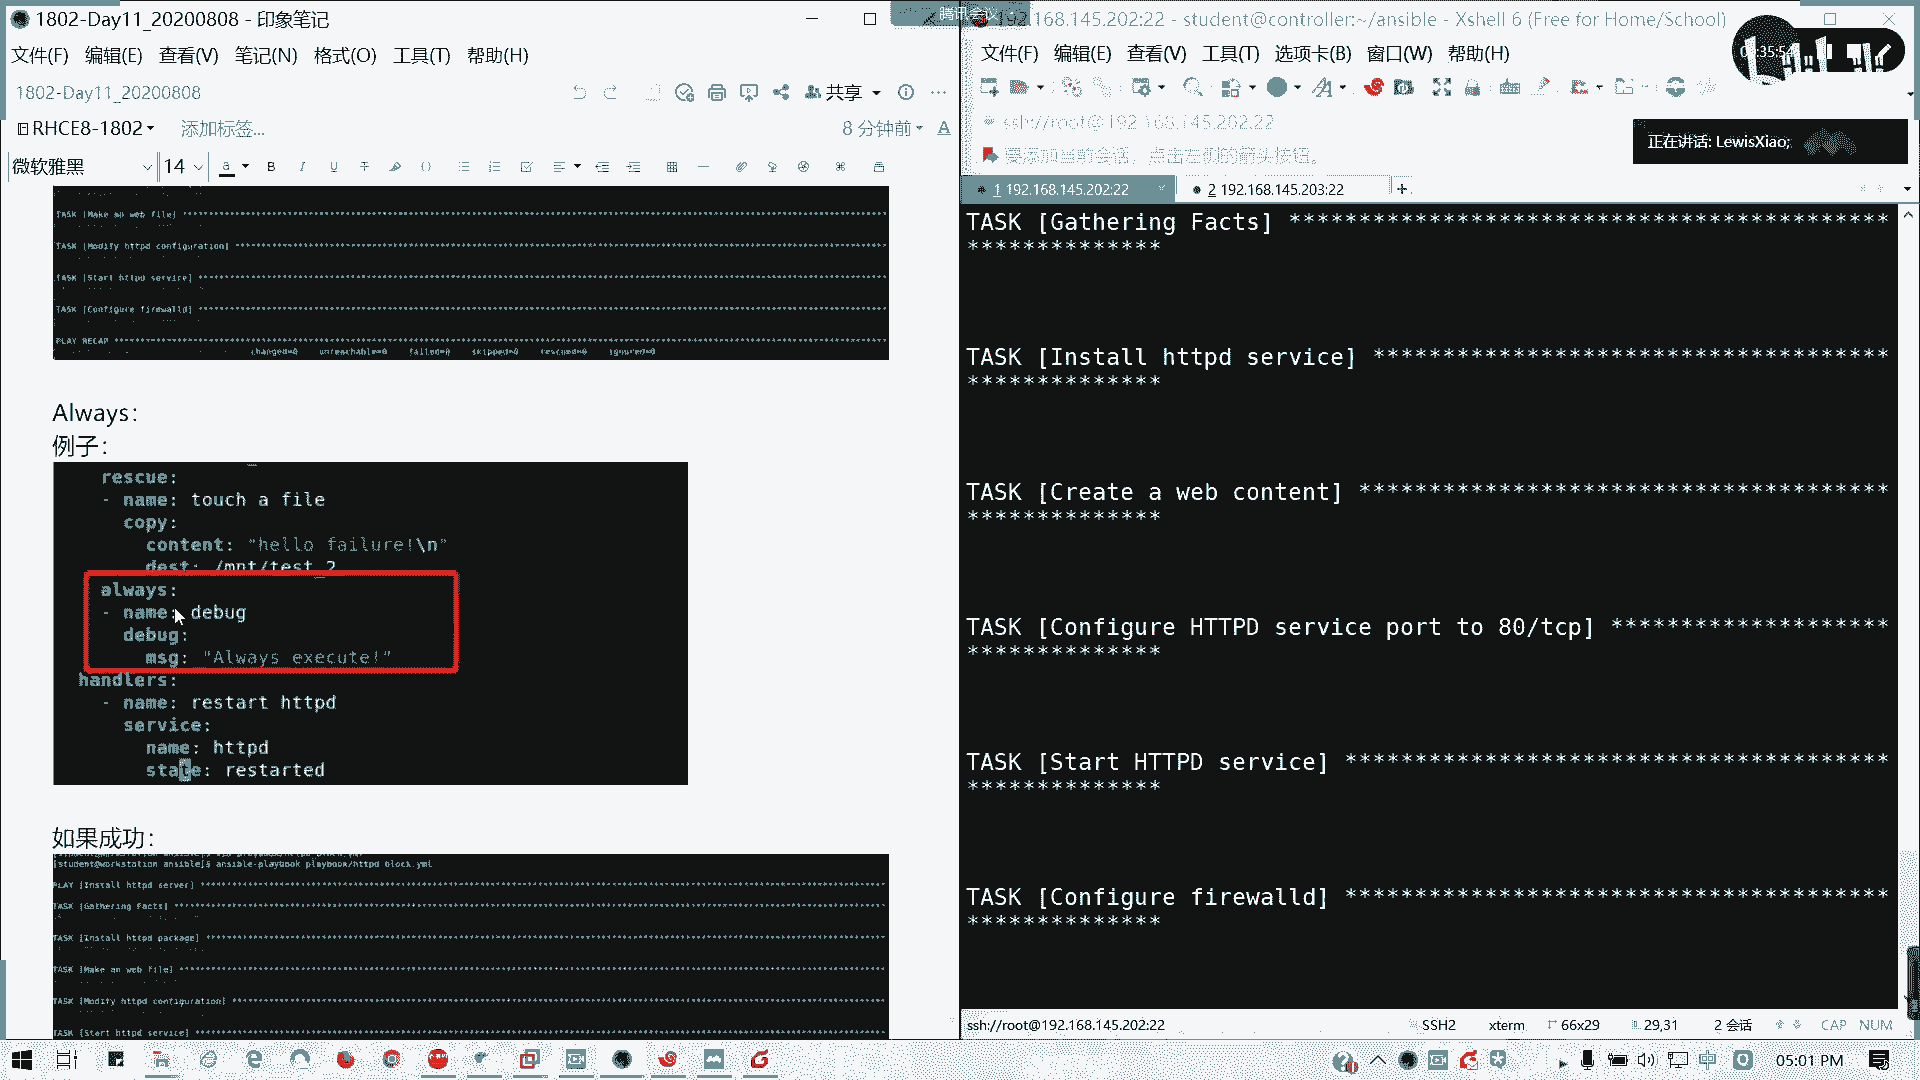 1802-Day11_20200808 - 印象笔记
文件(F) 编辑(E) 查看(V) 笔记(N) 格式(O) 工具(T) 帮助(H)
1802-Day11_20200808
共享
RHCE8-1802
添加标签...
8 分钟前
微软雅黑
14
TASK [Make an web file]
TASK [Modify httpd configuration]
TASK [Start httpd service]
TASK [Configure firewalld]
PLAY RECAP
changed=0 unreachable=0 failed=0 skipped=0 rescued=0 ignored=0
Always:
例子:
rescue:
- name: touch a file
copy:
content: "hello failure!\n"
dest: /mnt/test_2
always:
- name: debug
debug:
msg: "Always execute!"
handlers:
- name: restart httpd
service:
name: httpd
state: restarted
如果成功:
[student@workstation ansible]$ ansible-playbook playbook/httpd_block.yml
PLAY [Install httpd server]
TASK [Gathering Facts]
TASK [Install httpd package]
TASK [Make an web file]
TASK [Modify httpd configuration]
TASK [Start httpd service]
腾讯会议
192.168.145.202:22 - student@controller:~/ansible - Xshell 6 (Free for Home/School)
文件(F) 编辑(E) 查看(V) 工具(T) 选项卡(B) 窗口(W) 帮助(H)
ssh://root@192.168.145.202:22
要添加当前会话，点击左侧的箭头按钮。
正在讲话: LewisXiao;
1 192.168.145.202:22
2 192.168.145.203:22
TASK [Gathering Facts] *******************************************
**************
TASK [Install httpd service] *************************************
**************
TASK [Create a web content] **************************************
**************
TASK [Configure HTTPD service port to 80/tcp] ********************
**************
TASK [Start HTTPD service] ***************************************
**************
TASK [Configure firewalld] ***************************************
**************
ssh://root@192.168.145.202:22
SSH2 xterm 66x29 29,31 2 会话 CAP NUM
中
05:01 PM